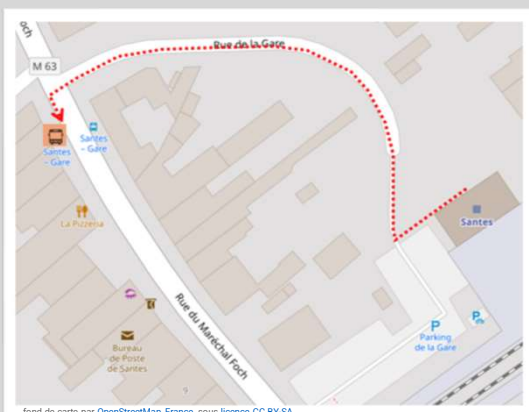 och
M 63
Rue de la Gare
Santes
- Gare
Santes
- Gare
La Pizzeria
Santes
Rue du Maréchal Foch
P
Parking
de la Gare
P
Bureau
de Poste
de Santes
9
fond de carte par OpenStreetMap-France, sous licence CC BY-SA